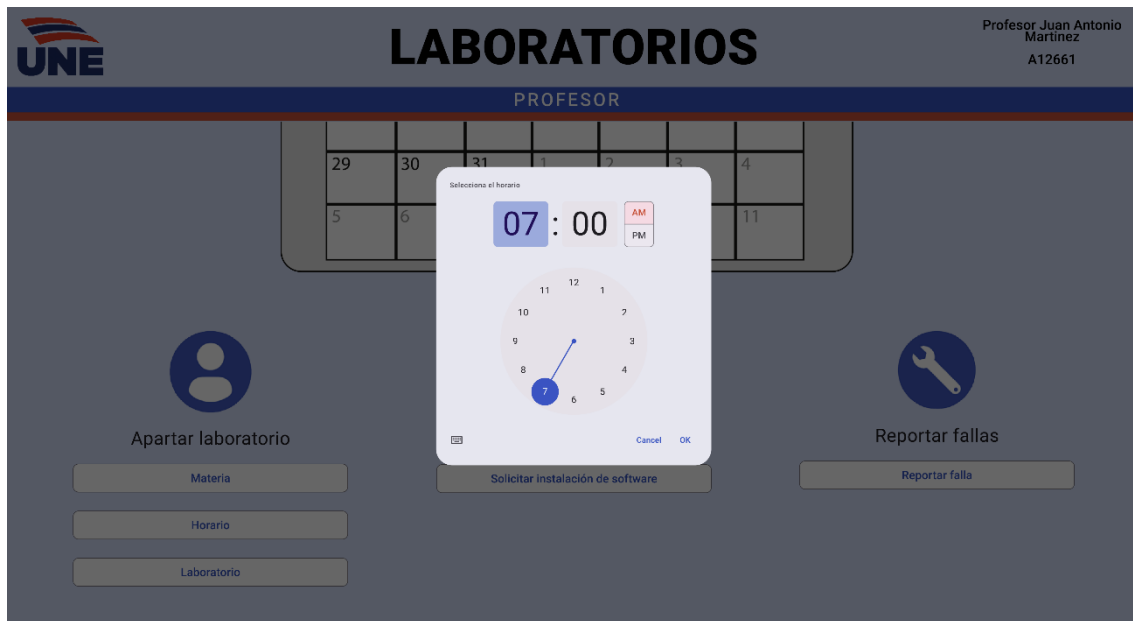 UNE
LABORATORIOS
Profesor Juan Antonio
Martinez
A12661
PROFESOR
29 30 31 1 2 3 4
5 6 11
Selecciona el horario
07 : 00 AM
PM
12
11 1
10 2
9 3
8 4
7 5
6
Cancel OK
Apartar laboratorio
Reportar fallas
Materia
Solicitar instalación de software
Reportar falla
Horario
Laboratorio